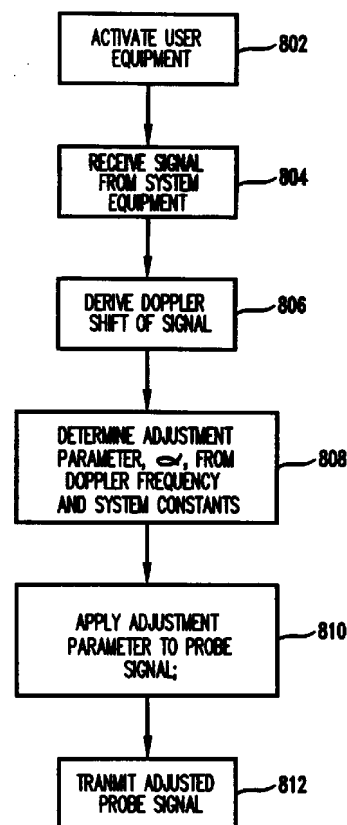 ACTIVATE USER
EQUIPMENT
802
RECEIVE SIGNAL
FROM SYSTEM
EQUIPMENT
804
DERIVE DOPPLER
SHIFT OF SIGNAL
806
DETERMINE ADJUSTMENT
PARAMETER, α, FROM
DOPPLER FREQUENCY
AND SYSTEM CONSTANTS
808
APPLY ADJUSTMENT
PARAMETER TO PROBE
SIGNAL;
810
TRANMIT ADJUSTED
PROBE SIGNAL
812